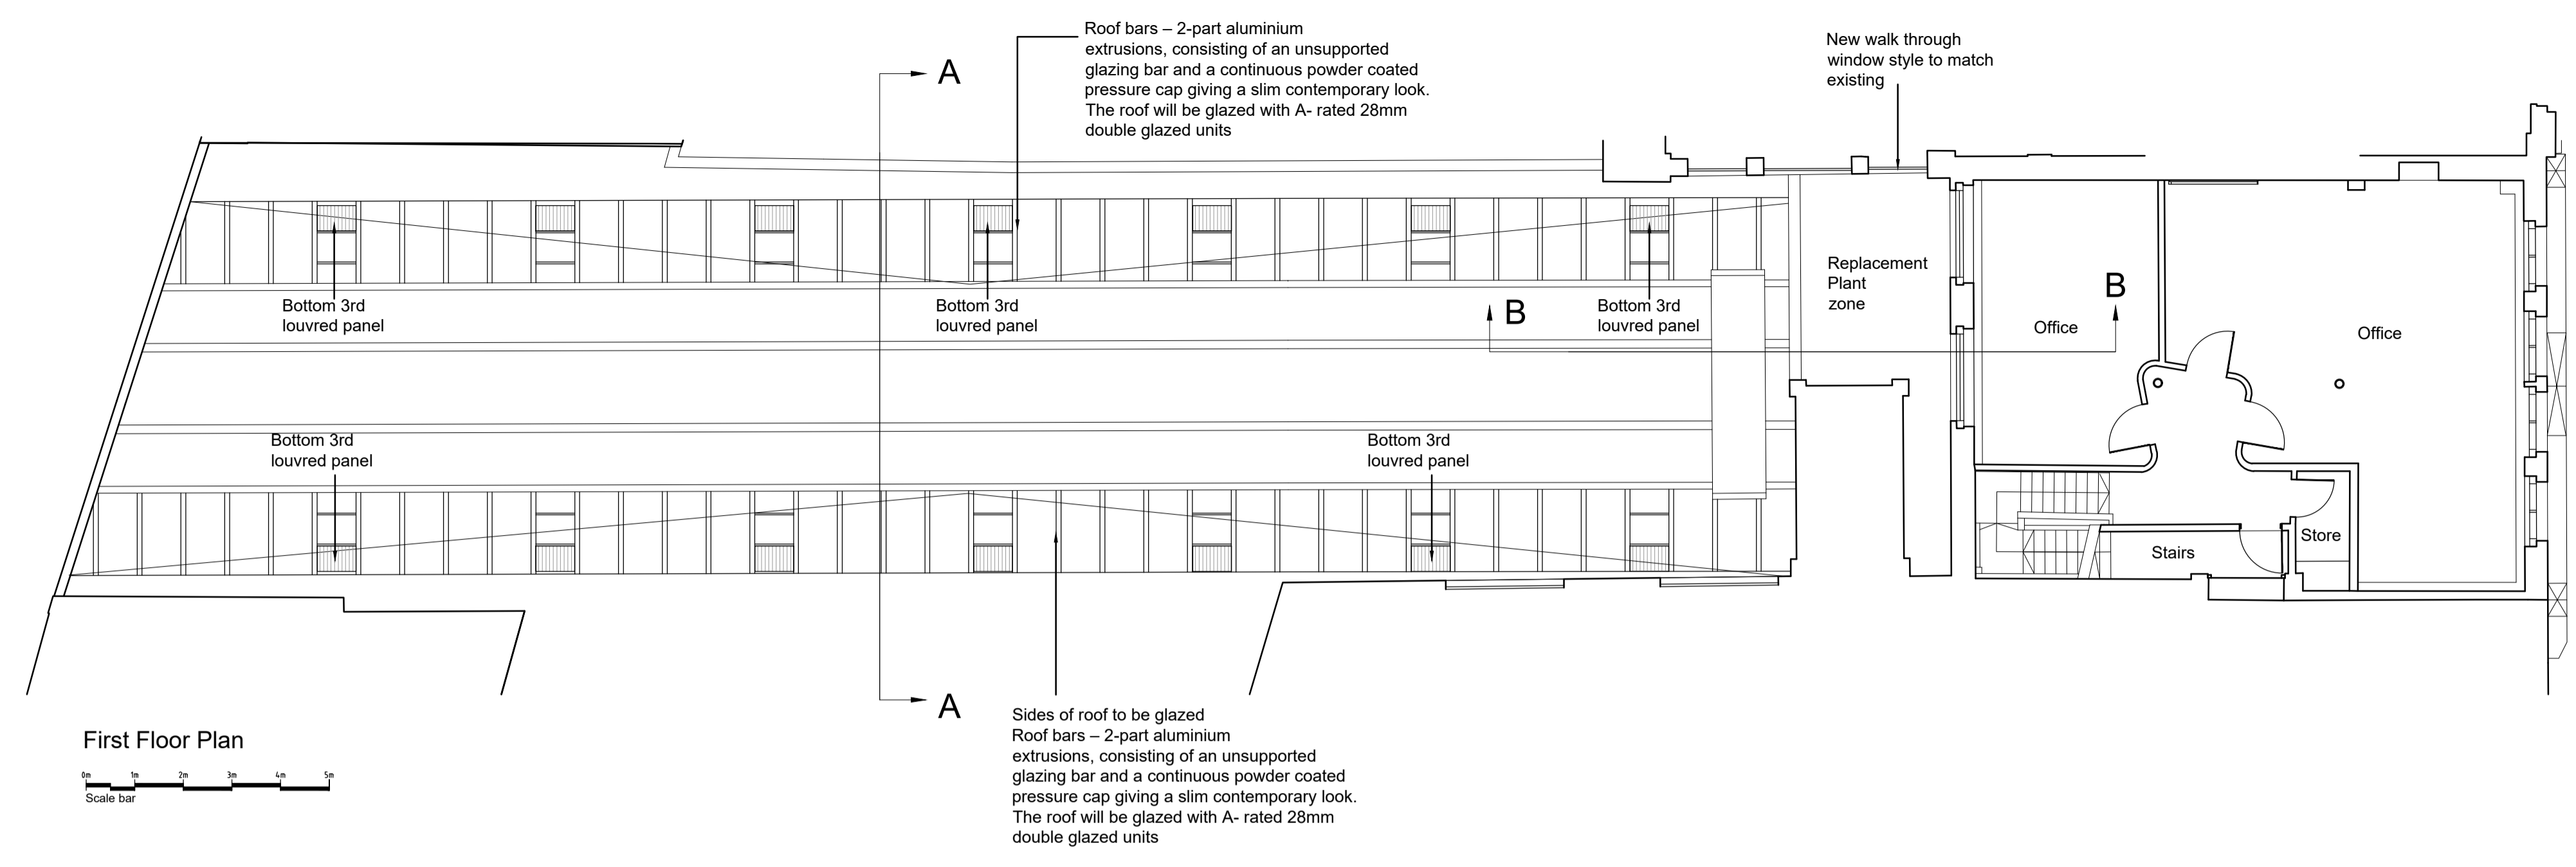 Roof bars – 2-part aluminium
extrusions, consisting of an unsupported
glazing bar and a continuous powder coated
pressure cap giving a slim contemporary look.
The roof will be glazed with A- rated 28mm
double glazed units
New walk through
window style to match
existing
A
Bottom 3rd
louvred panel
Bottom 3rd
louvred panel
Bottom 3rd
louvred panel
B
Replacement
Plant
zone
Office
B
Office
Bottom 3rd
louvred panel
Bottom 3rd
louvred panel
Stairs
Store
A
Sides of roof to be glazed
Roof bars – 2-part aluminium
extrusions, consisting of an unsupported
glazing bar and a continuous powder coated
pressure cap giving a slim contemporary look.
The roof will be glazed with A- rated 28mm
double glazed units
First Floor Plan
0m 1m 2m 3m 4m 5m
Scale bar